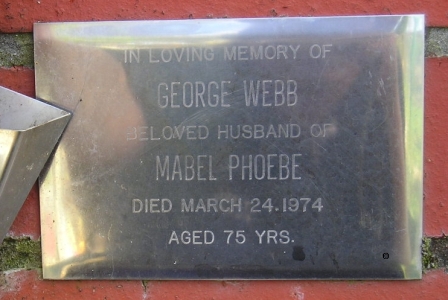 IN LOVING MEMORY OF
GEORGE WEBB
BELOVED HUSBAND OF
MABEL PHOEBE
DIED MARCH 24.1974
AGED 75 YRS.